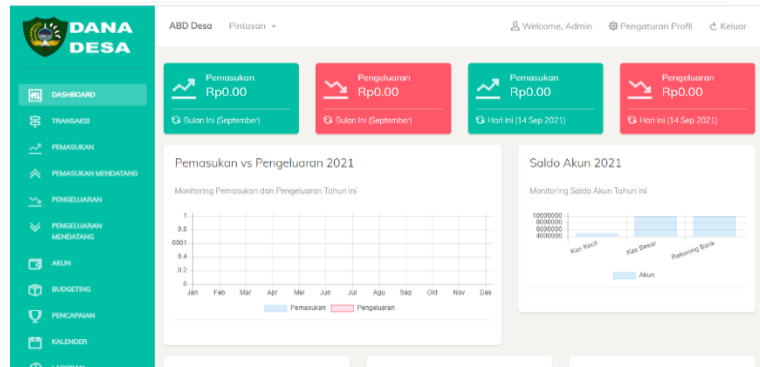 DANA
DESA
ABD Desa Pintasan
Welcome, Admin Pengaturan Profil Keluar
DASHBOARD
TRANSAKSI
PEMASUKAN
PEMASUKAN MENDATANG
PENGELUARAN
PENGELUARAN
MENDATANG
AKUN
BUDGETING
PENCAPAIAN
KALENDER
Pemasukan
Rp0.00
Bulan Ini (September)
Pengeluaran
Rp0.00
Bulan Ini (September)
Pemasukan
Rp0.00
Hari Ini (14 Sep 2021)
Pengeluaran
Rp0.00
Hari Ini (14 Sep 2021)
Pemasukan vs Pengeluaran 2021
Monitoring Pemasukan dan Pengeluaran Tahun ini
1
0.8
0001
0.4
0.2
0
Jan Feb Mar Apr Mei Jun Jul Agu Sep Okt Nov Des
Pemasukan Pengeluaran
Saldo Akun 2021
Monitoring Saldo Akun Tahun ini
10000000
8000000
6000000
4000000
Kas Kecil Kas Besar Rekening Bank
Akun